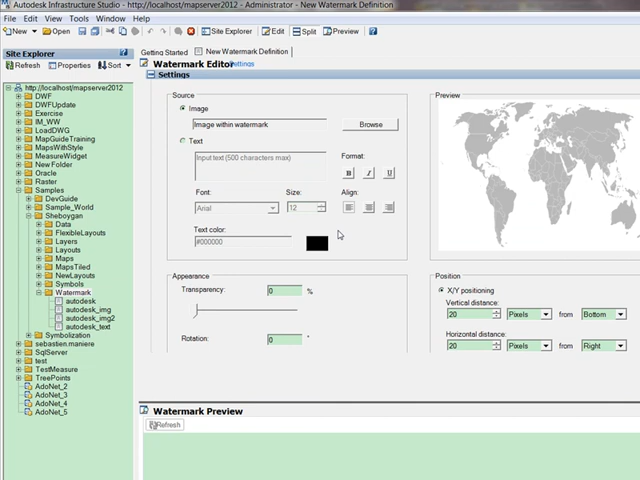 Autodesk Infrastructure Studio - http://localhost/mapserver2012 - Administrator - New Watermark Definition
File Edit View Tools Window Help
New Open Site Explorer Edit Split Preview
Site Explorer
Refresh Properties Sort
Getting Started New Watermark Definition
Watermark Editor Settings
Settings
http://localhost/mapserver2012
DWF
DWFUpdate
Exercise
IM_WW
LoadDWG
MapGuideTraining
MapsWithStyle
MeasureWidget
New Folder
Oracle
Raster
Samples
DevGuide
Sample_World
Sheboygan
Data
FlexibleLayouts
Layers
Layouts
Maps
MapsTiled
NewLayouts
Symbols
Watermark
autodesk
autodesk_img
autodesk_img2
autodesk_text
Symbolization
sebastien.maniere
SqlServer
test
TestMeasure
TreePoints
AdoNet_2
AdoNet_3
AdoNet_4
AdoNet_5
Source
Image
Image within watermark Browse
Text
Input text (500 characters max)
Format:
B I U
Font: Size: Align:
Arial 12
Text color:
#000000
Preview
Appearance
Transparency: 0 %
Rotation: 0 °
Position
X/Y positioning
Vertical distance:
20 Pixels from Bottom
Horizontal distance:
20 Pixels from Right
Watermark Preview
Refresh